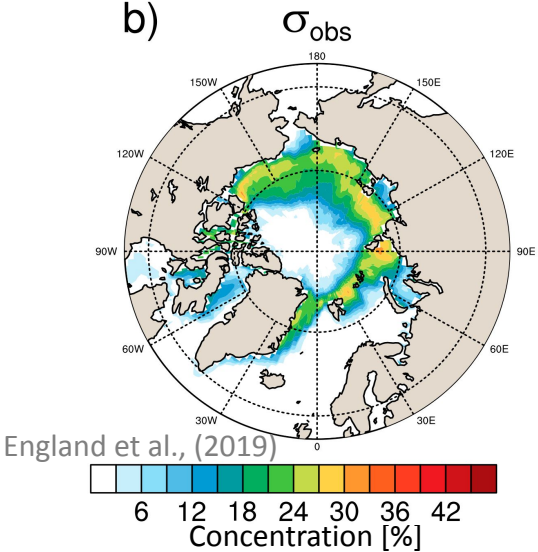 b) σobs
180
150W 150E
120W 120E
90W 90E
60W 60E
30W 30E
0
England et al., (2019)
6 12 18 24 30 36 42
Concentration [%]